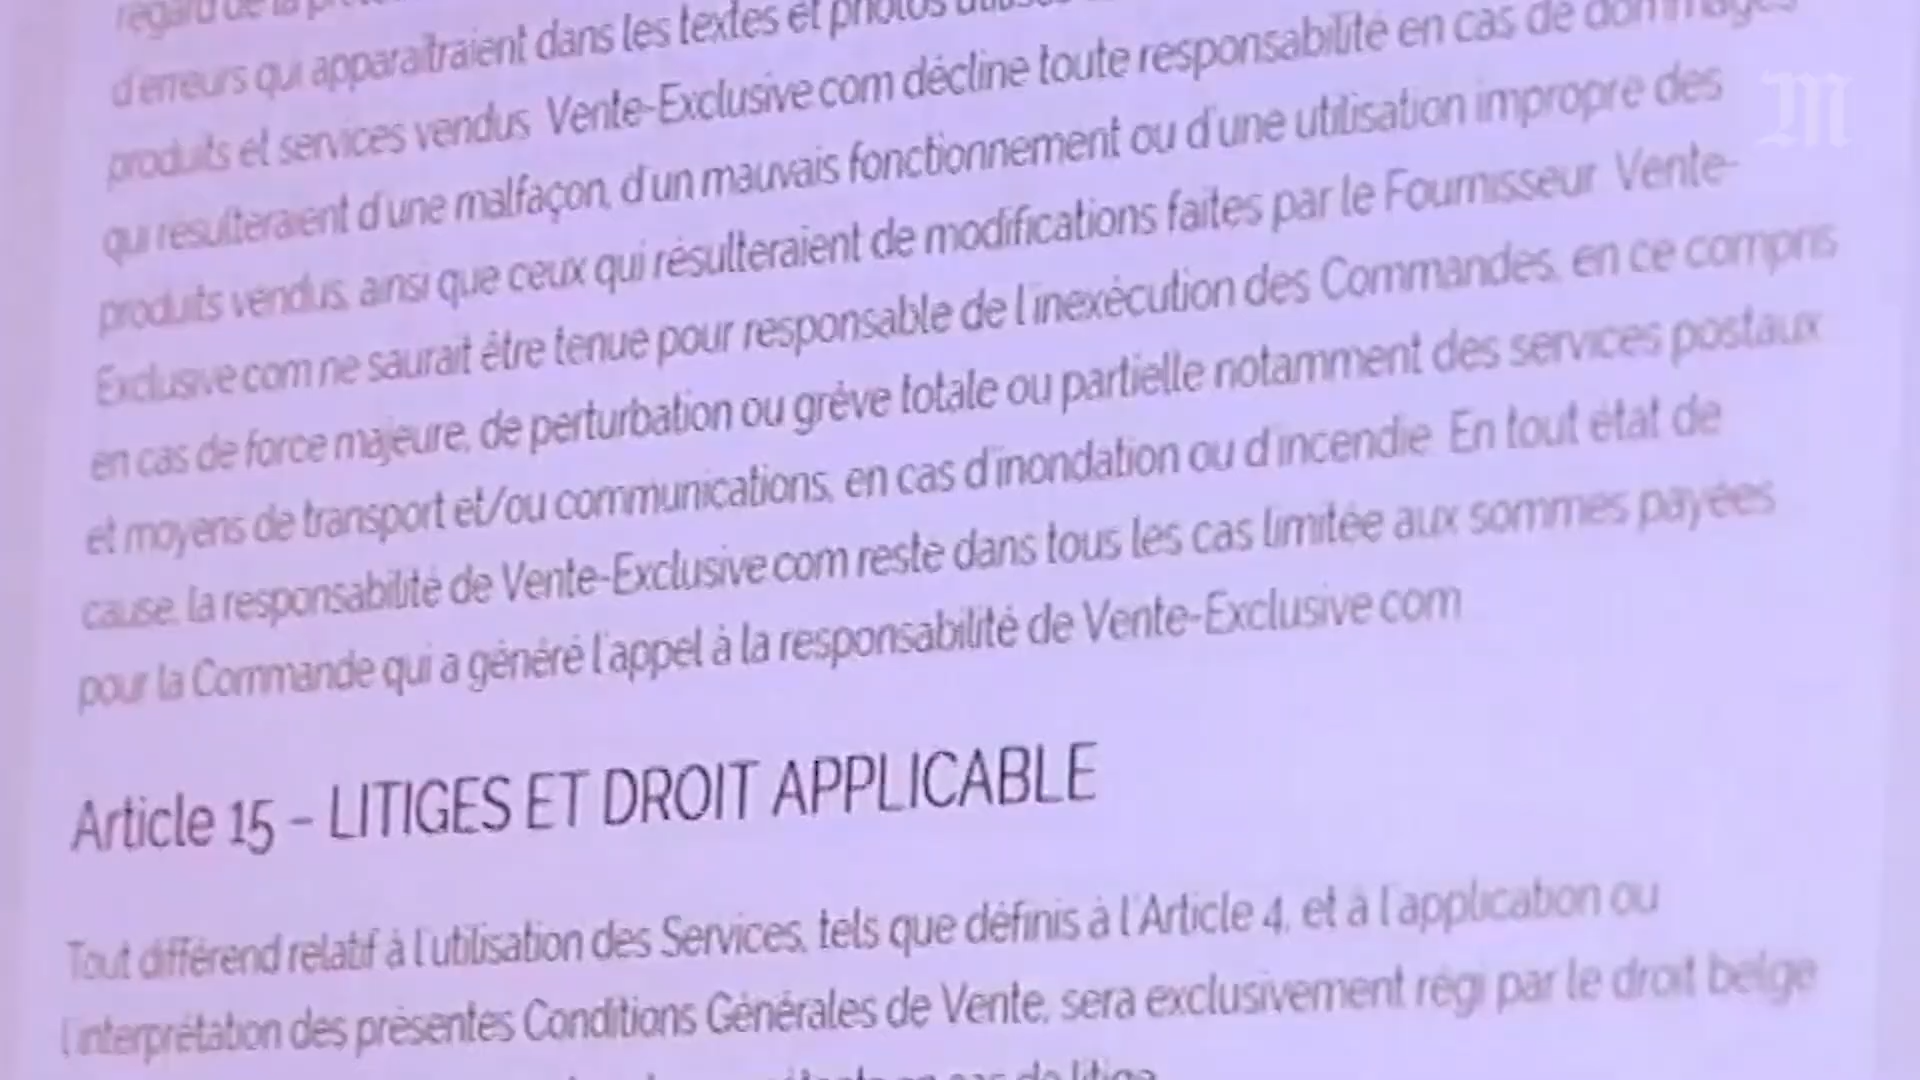 regard de la
d'erreurs qui apparaîtraient dans les textes et photos
produits et services vendus. Vente-Exclusive.com décline toute responsabilité en cas de dommages
qui résulteraient d'une malfaçon, d'un mauvais fonctionnement ou d'une utilisation impropre des
produits vendus, ainsi que ceux qui résulteraient de modifications faites par le Fournisseur. Vente-
Exclusive.com ne saurait être tenue pour responsable de l'inexécution des Commandes, en ce compris
en cas de force majeure, de perturbation ou grève totale ou partielle notamment des services postaux
et moyens de transport et/ou communications, en cas d'inondation ou d'incendie. En tout état de
cause, la responsabilité de Vente-Exclusive.com reste dans tous les cas limitée aux sommes payées
pour la Commande qui a généré l'appel à la responsabilité de Vente-Exclusive.com
Article 15 – LITIGES ET DROIT APPLICABLE
Tout différend relatif à l'utilisation des Services, tels que définis à l'Article 4, et à l'application ou
l'interprétation des présentes Conditions Générales de Vente, sera exclusivement régi par le droit belge
en cas de litige
M